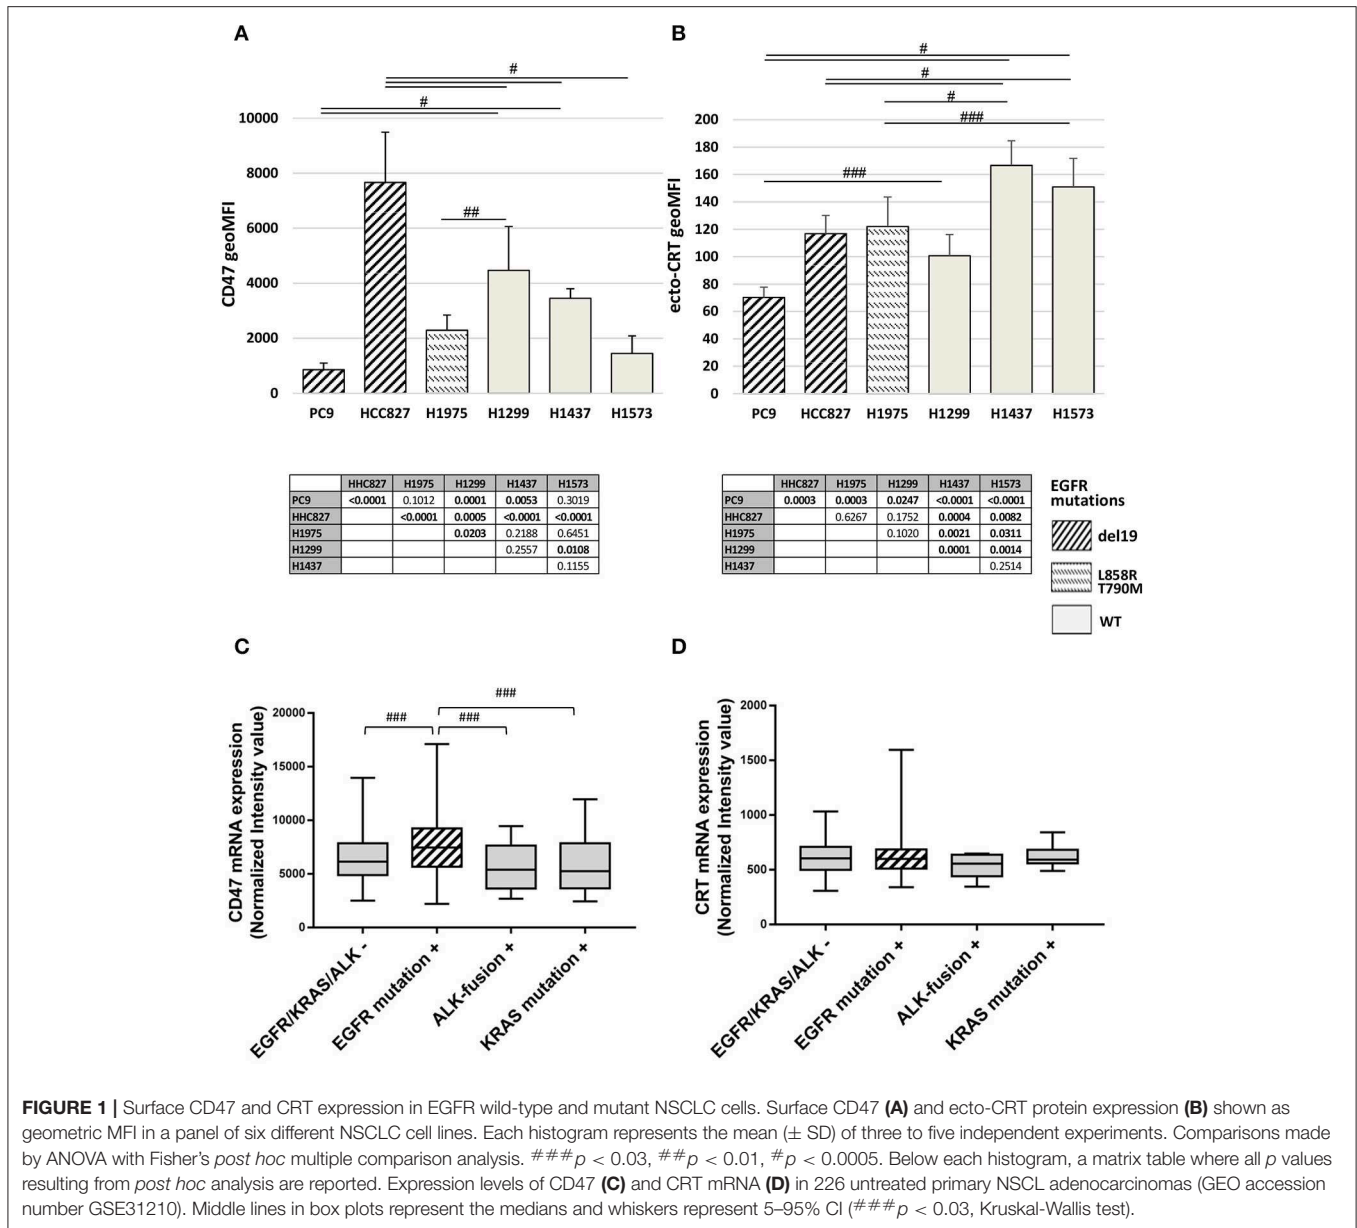 A
#
#
##
10000
8000
6000
4000
2000
0
CD47 geoMFI
PC9 HCC827 H1975 H1299 H1437 H1573
HHC827 H1975 H1299 H1437 H1573
PC9 <0.0001 0.1012 0.0001 0.0053 0.3019
HHC827 <0.0001 0.0005 <0.0001 <0.0001
H1975 0.0203 0.2188 0.6451
H1299 0.2557 0.0108
H1437 0.1155
B
#
#
#
###
###
200
180
160
140
120
100
80
60
40
20
0
ecto-CRT geoMFI
PC9 HCC827 H1975 H1299 H1437 H1573
HHC827 H1975 H1299 H1437 H1573
PC9 0.0003 0.0003 0.0247 <0.0001 <0.0001
HHC827 0.6267 0.1752 0.0004 0.0082
H1975 0.1020 0.0021 0.0311
H1299 0.0001 0.0014
H1437 0.2514
EGFR
mutations
del19
L858R
T790M
WT
C
###
### ###
20000
15000
10000
5000
0
CD47 mRNA expression
(Normalized Intensity value)
EGFR/KRAS/ALK -
EGFR mutation +
ALK-fusion +
KRAS mutation +
D
2000
1500
1000
500
0
CRT mRNA expression
(Normalized Intensity value)
EGFR/KRAS/ALK -
EGFR mutation +
ALK-fusion +
KRAS mutation +
FIGURE 1 | Surface CD47 and CRT expression in EGFR wild-type and mutant NSCLC cells. Surface CD47 (A) and ecto-CRT protein expression (B) shown as
geometric MFI in a panel of six different NSCLC cell lines. Each histogram represents the mean (± SD) of three to five independent experiments. Comparisons made
by ANOVA with Fisher's post hoc multiple comparison analysis. ###p < 0.03, ##p < 0.01, #p < 0.0005. Below each histogram, a matrix table where all p values
resulting from post hoc analysis are reported. Expression levels of CD47 (C) and CRT mRNA (D) in 226 untreated primary NSCL adenocarcinomas (GEO accession
number GSE31210). Middle lines in box plots represent the medians and whiskers represent 5–95% CI (###p < 0.03, Kruskal-Wallis test).